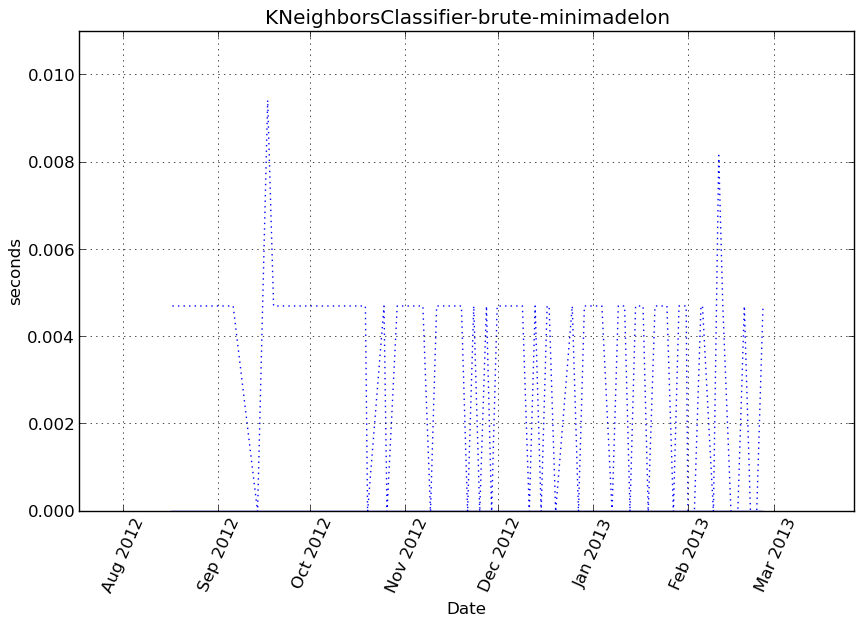 KNeighborsClassifier-brute-minimadelon
0.010
0.008
0.006
0.004
0.002
0.000
seconds
Aug 2012
Sep 2012
Oct 2012
Nov 2012
Dec 2012
Jan 2013
Feb 2013
Mar 2013
Date